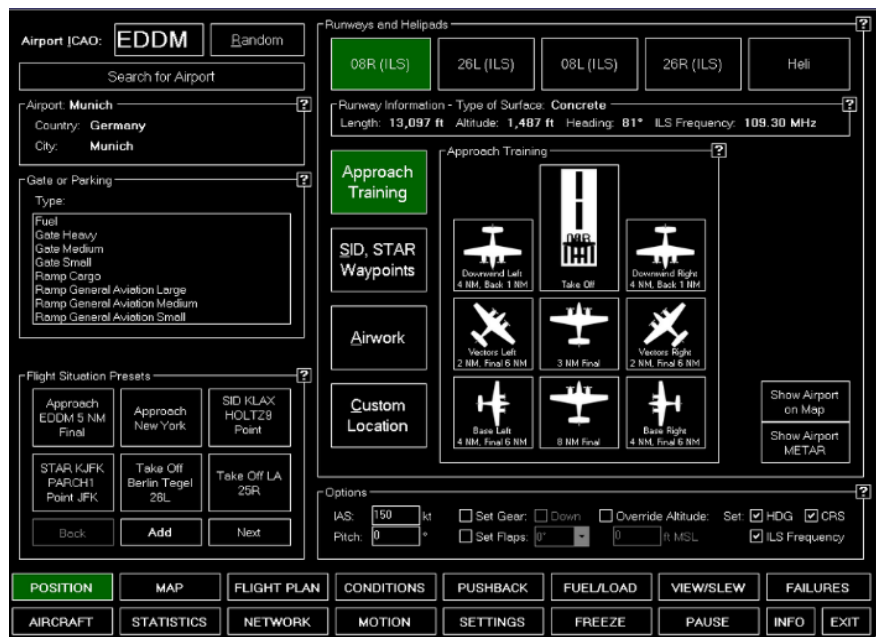 Airport ICAO: EDDM Random
Search for Airport
Airport: Munich ?
Country: Germany
City: Munich
Gate or Parking ?
Type:
Fuel
Gate Heavy
Gate Medium
Gate Small
Ramp Cargo
Ramp General Aviation Large
Ramp General Aviation Medium
Ramp General Aviation Small
Flight Situation Presets ?
Approach
EDDM 5 NM
Final
Approach
New York
SID KLAX
HOLTZ9
Point
STAR KJFK
PARCH1
Point JFK
Take Off
Berlin Tegel
26L
Take Off LA
25R
Back Add Next
Runways and Helipads ?
08R (ILS) 26L (ILS) 08L (ILS) 26R (ILS) Heli
Runway Information - Type of Surface: Concrete ?
Length: 13,097 ft Altitude: 1,487 ft Heading: 81° ILS Frequency: 109.30 MHz
Approach
Training
SID, STAR
Waypoints
Airwork
Custom
Location
Approach Training ?
Downwind Left
4 NM, Back 1 NM
08R
Take Off
Downwind Right
4 NM, Back 1 NM
Vectors Left
2 NM, Final 6 NM
3 NM Final
Vectors Right
2 NM, Final 6 NM
Base Left
4 NM, Final 6 NM
8 NM Final
Base Right
4 NM, Final 6 NM
Show Airport
on Map
Show Airport
METAR
Options ?
IAS: 150 kt Set Gear: Down Override Altitude: Set: HDG CRS
Pitch: 0 ° Set Flaps: 0° 0 ft MSL ILS Frequency
POSITION MAP FLIGHT PLAN CONDITIONS PUSHBACK FUEL/LOAD VIEW/SLEW FAILURES
AIRCRAFT STATISTICS NETWORK MOTION SETTINGS FREEZE PAUSE INFO EXIT